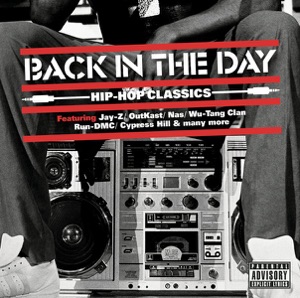 BACK IN THE DAY
HIP-HOP CLASSICS
Featuring Jay-Z/ OutKast/ Nas/ Wu-Tang Clan
Run-DMC/ Cypress Hill & many more
PARENTAL
ADVISORY
EXPLICIT LYRICS